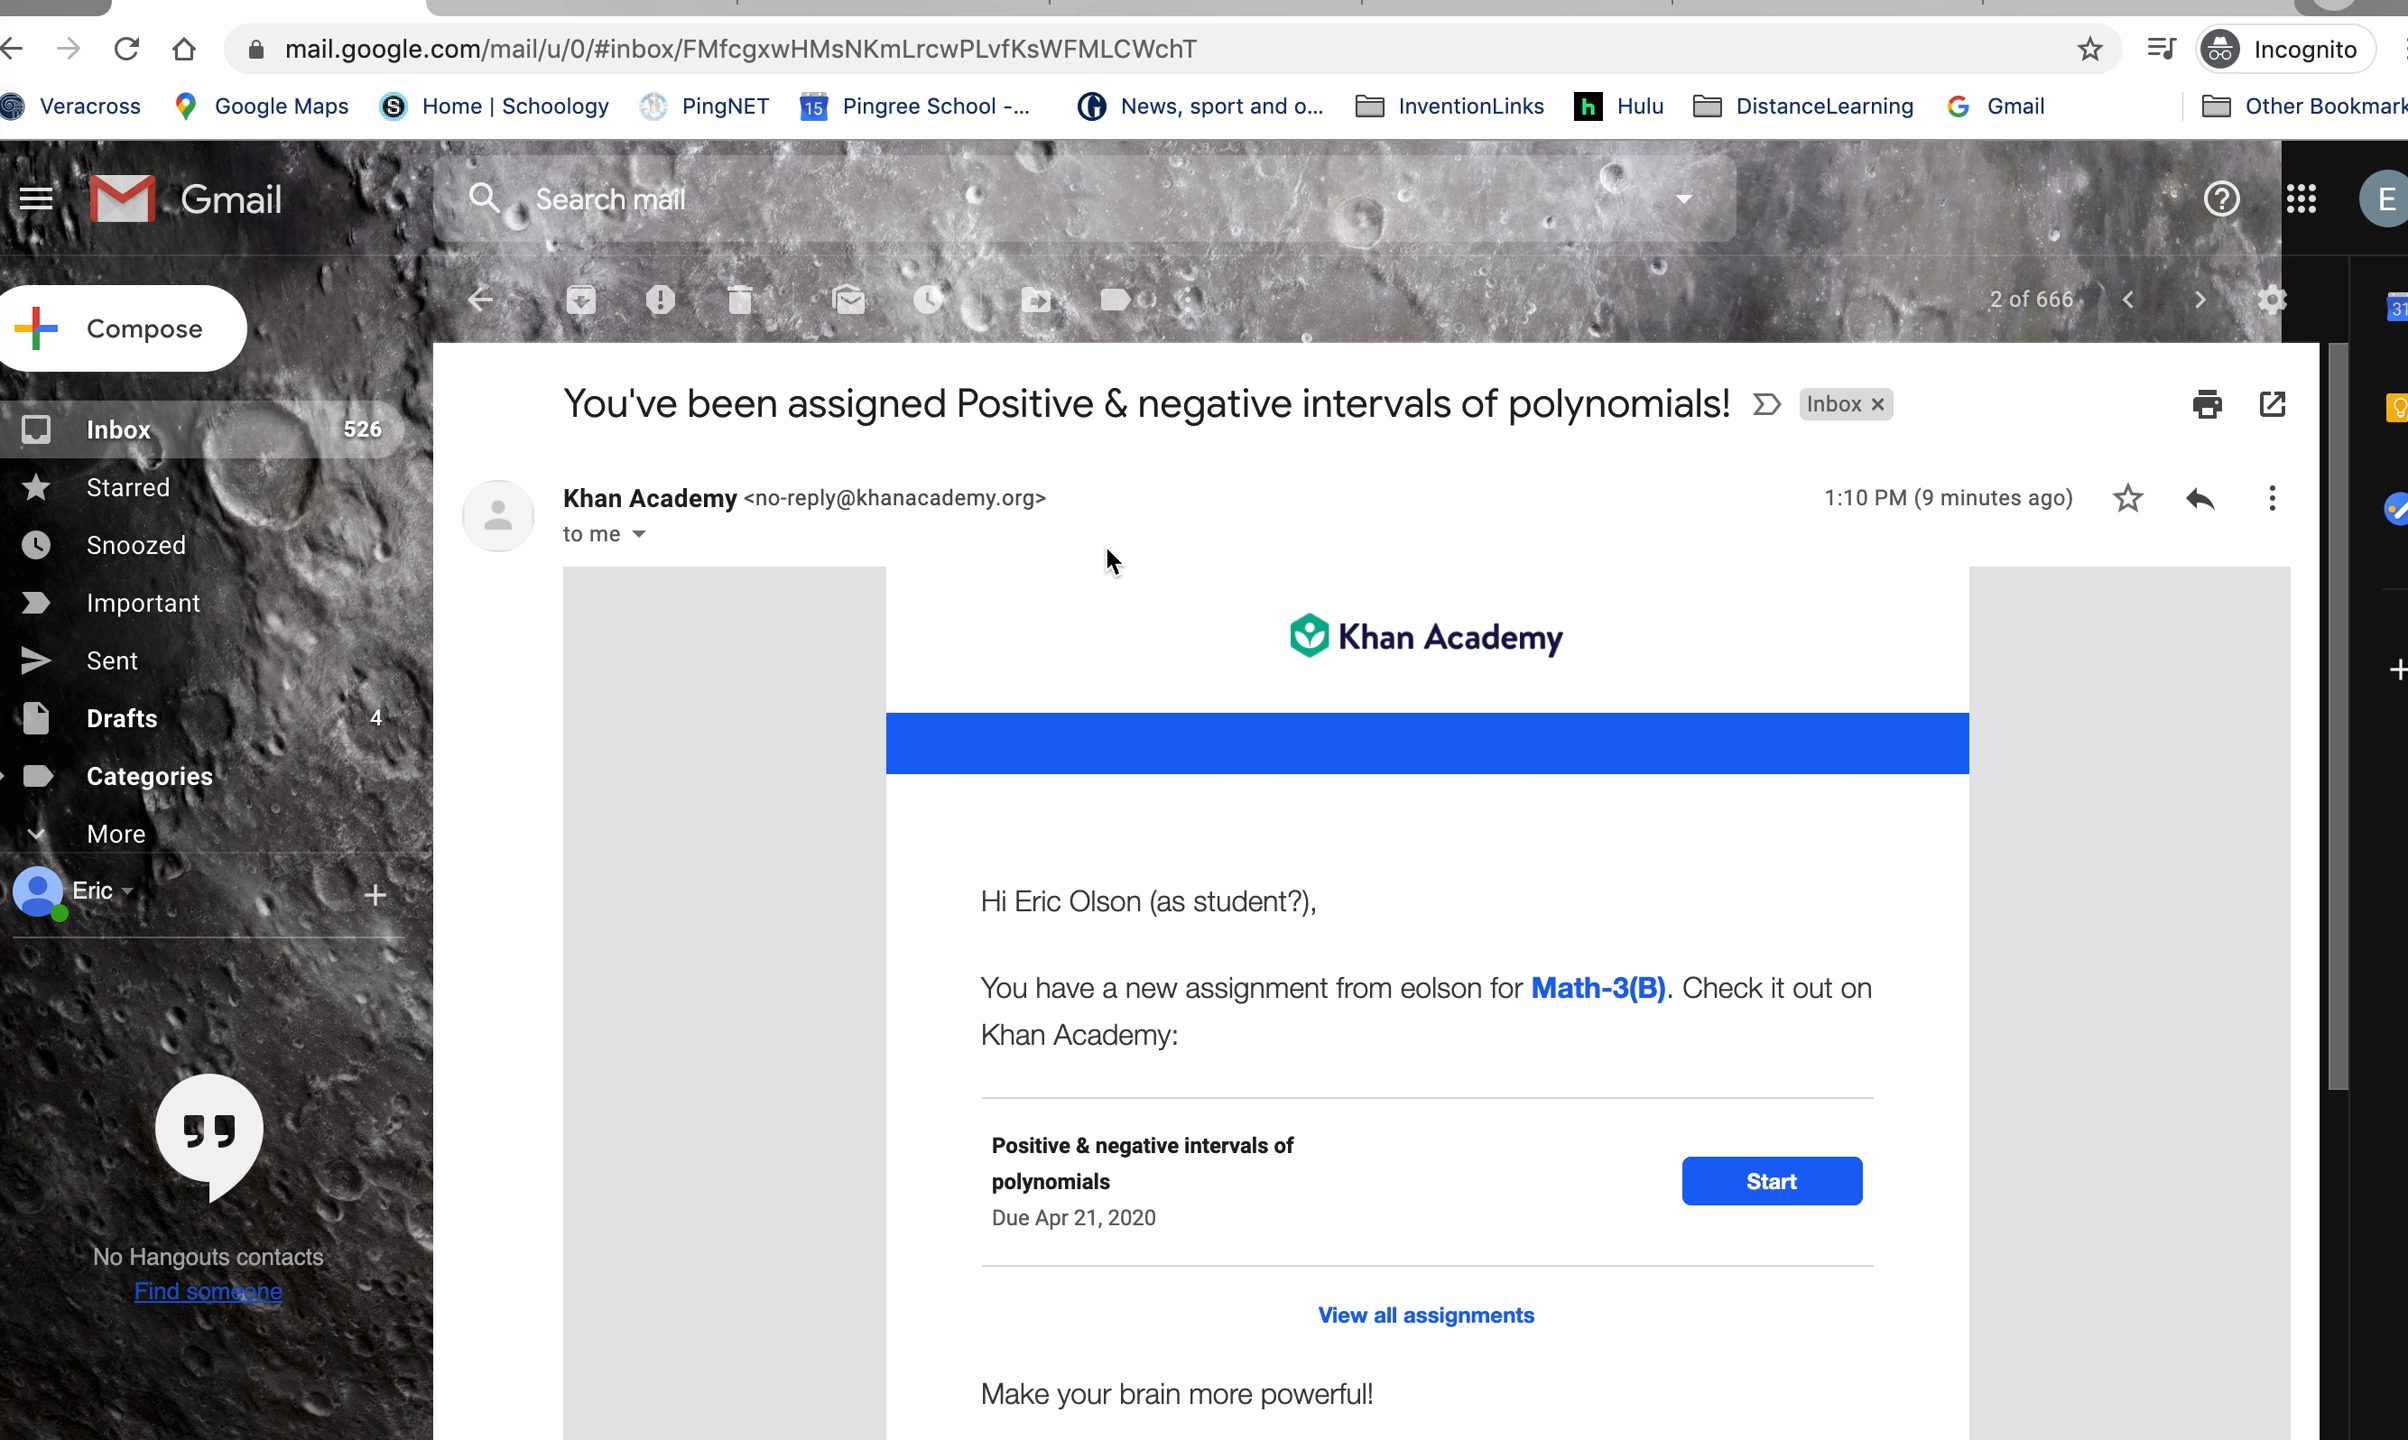 mail.google.com/mail/u/0/#inbox/FMfcgxwHMsNKmLrcwPLvfKsWFMLCWchT
Incognito
Veracross
Google Maps
Home | Schoology
PingNET
15
Pingree School -...
News, sport and o...
InventionLinks
h
Hulu
DistanceLearning
Gmail
Other Bookmark
Gmail
Search mail
E
Compose
2 of 666
31
You've been assigned Positive & negative intervals of polynomials!
Inbox ×
Inbox 526
Starred
Snoozed
Important
Sent
Drafts 4
Categories
More
Eric
No Hangouts contacts
Find someone
Khan Academy <no-reply@khanacademy.org>
1:10 PM (9 minutes ago)
to me
Khan Academy
Hi Eric Olson (as student?),
You have a new assignment from eolson for Math-3(B). Check it out on
Khan Academy:
Positive & negative intervals of
polynomials
Due Apr 21, 2020
Start
View all assignments
Make your brain more powerful!